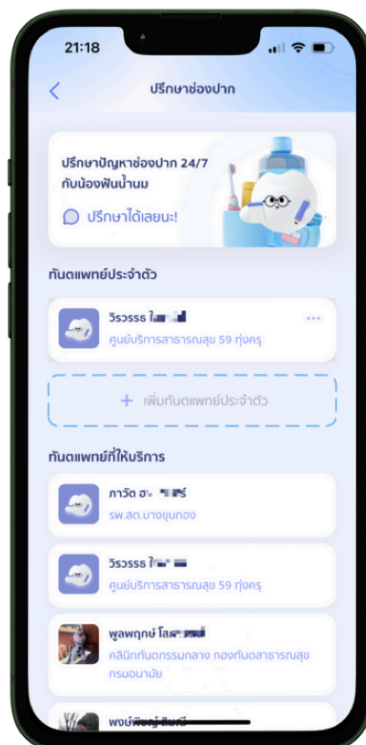 21:18
ปรึกษาช่องปาก
ปรึกษาปัญหาช่องปาก 24/7
กับน้องฟันน้ำนม
ปรึกษาได้เลยนะ!
ทันตแพทย์ประจำตัว
วิรวรรธ
ศูนย์บริการสาธารณสุข 59 ทุ่งครุ
+ เพิ่มทันตแพทย์ประจำตัว
ทันตแพทย์ที่ให้บริการ
ภาวัต
รพ.สต.บางขุนกอง
วิรวรรธ
ศูนย์บริการสาธารณสุข 59 ทุ่งครุ
พูลพฤกษ์
คลินิกทันตกรรมกลาง กองทันตสาธารณสุข
กรมอนามัย